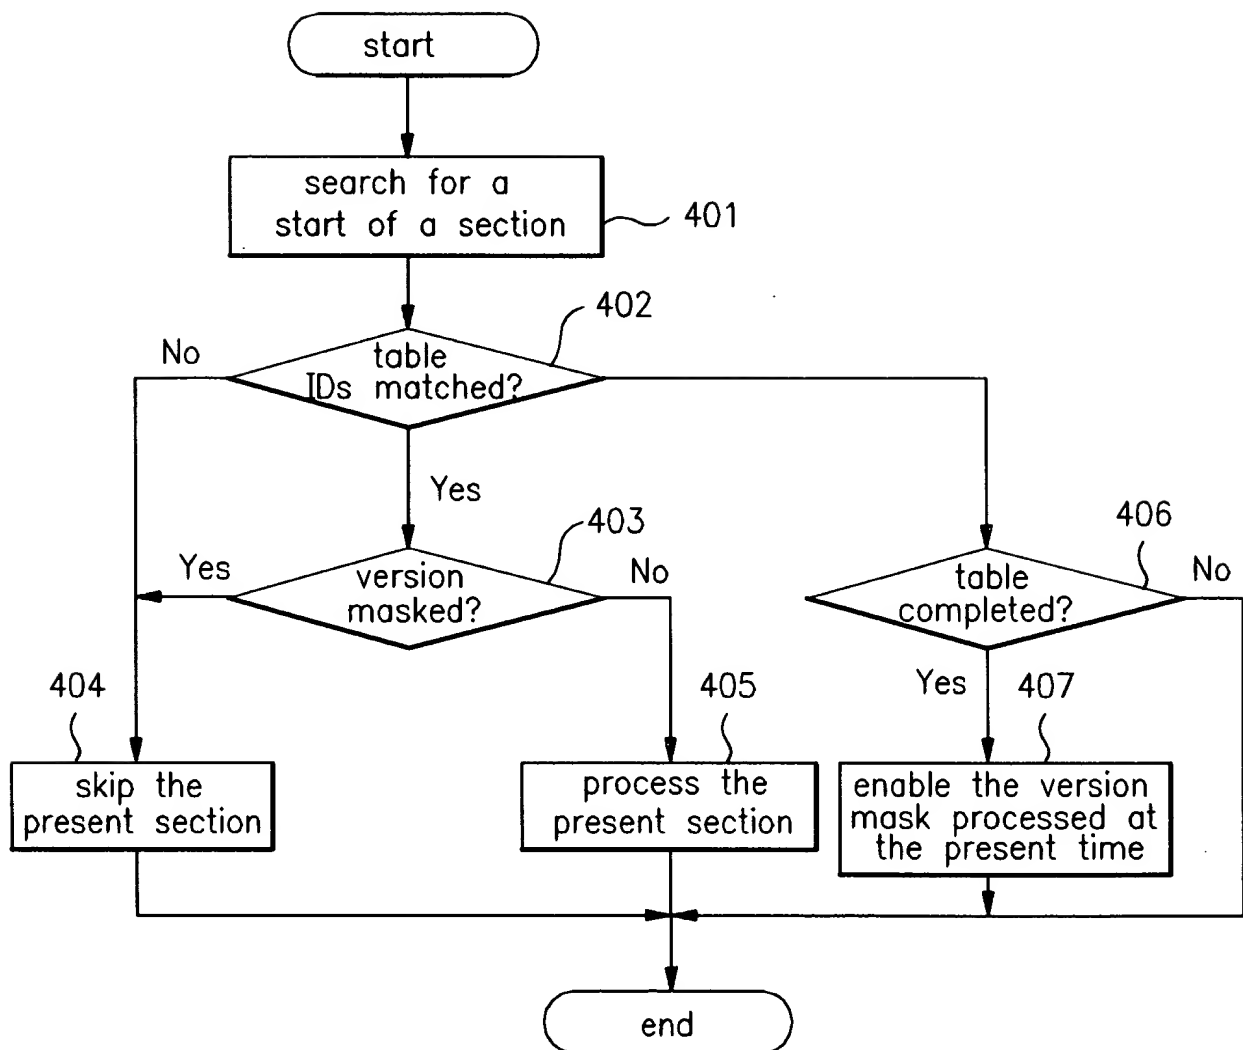 start
search for a
start of a section
401
402
No
table
IDs matched?
Yes
403
406
Yes
version
masked?
No
table
completed?
No
404
405
Yes
407
skip the
present section
process the
present section
enable the version
mask processed at
the present time
end